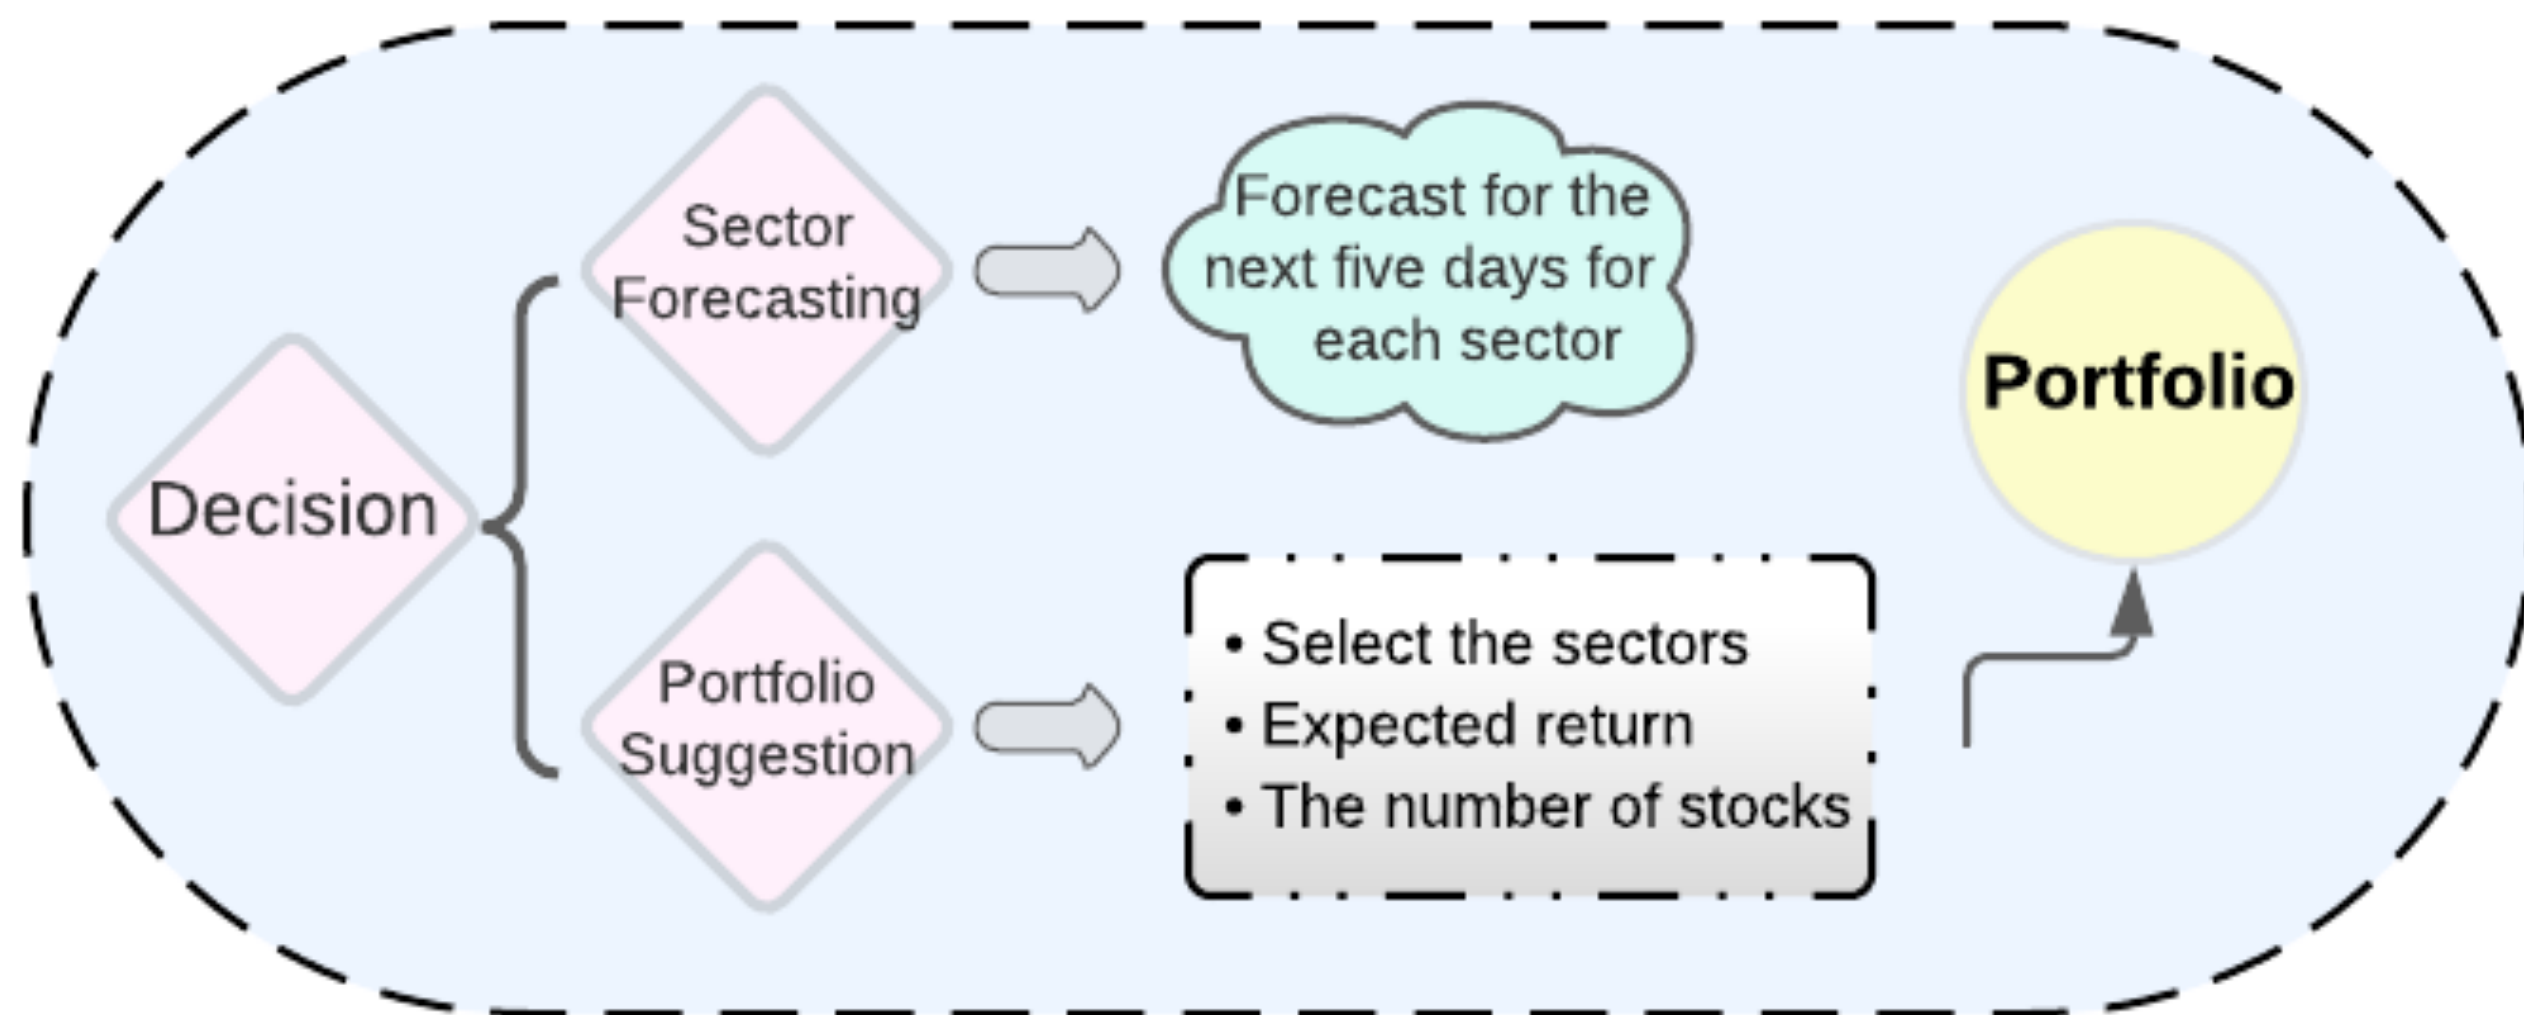 Decision
Sector
Forecasting
Forecast for the
next five days for
each sector
Portfolio
Suggestion
• Select the sectors
• Expected return
• The number of stocks
Portfolio